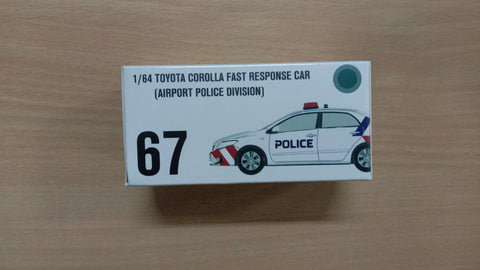 1/64 TOYOTA COROLLA FAST RESPONSE CAR
(AIRPORT POLICE DIVISION)
67
POLICE